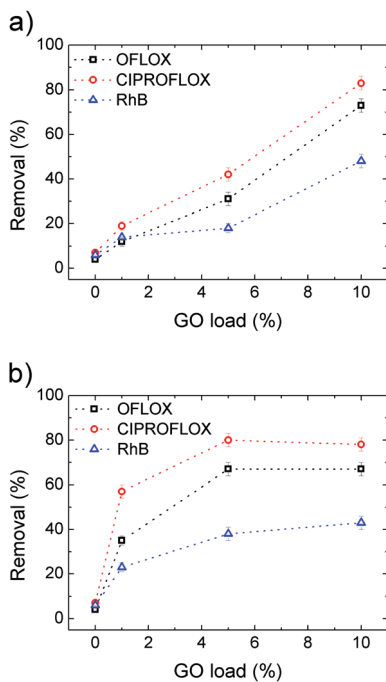 a)
100
80
60
40
20
0
Removal (%)
OFLOX
CIPROFLOX
RhB
0 2 4 6 8 10
GO load (%)
b)
100
80
60
40
20
0
Removal (%)
OFLOX
CIPROFLOX
RhB
0 2 4 6 8 10
GO load (%)